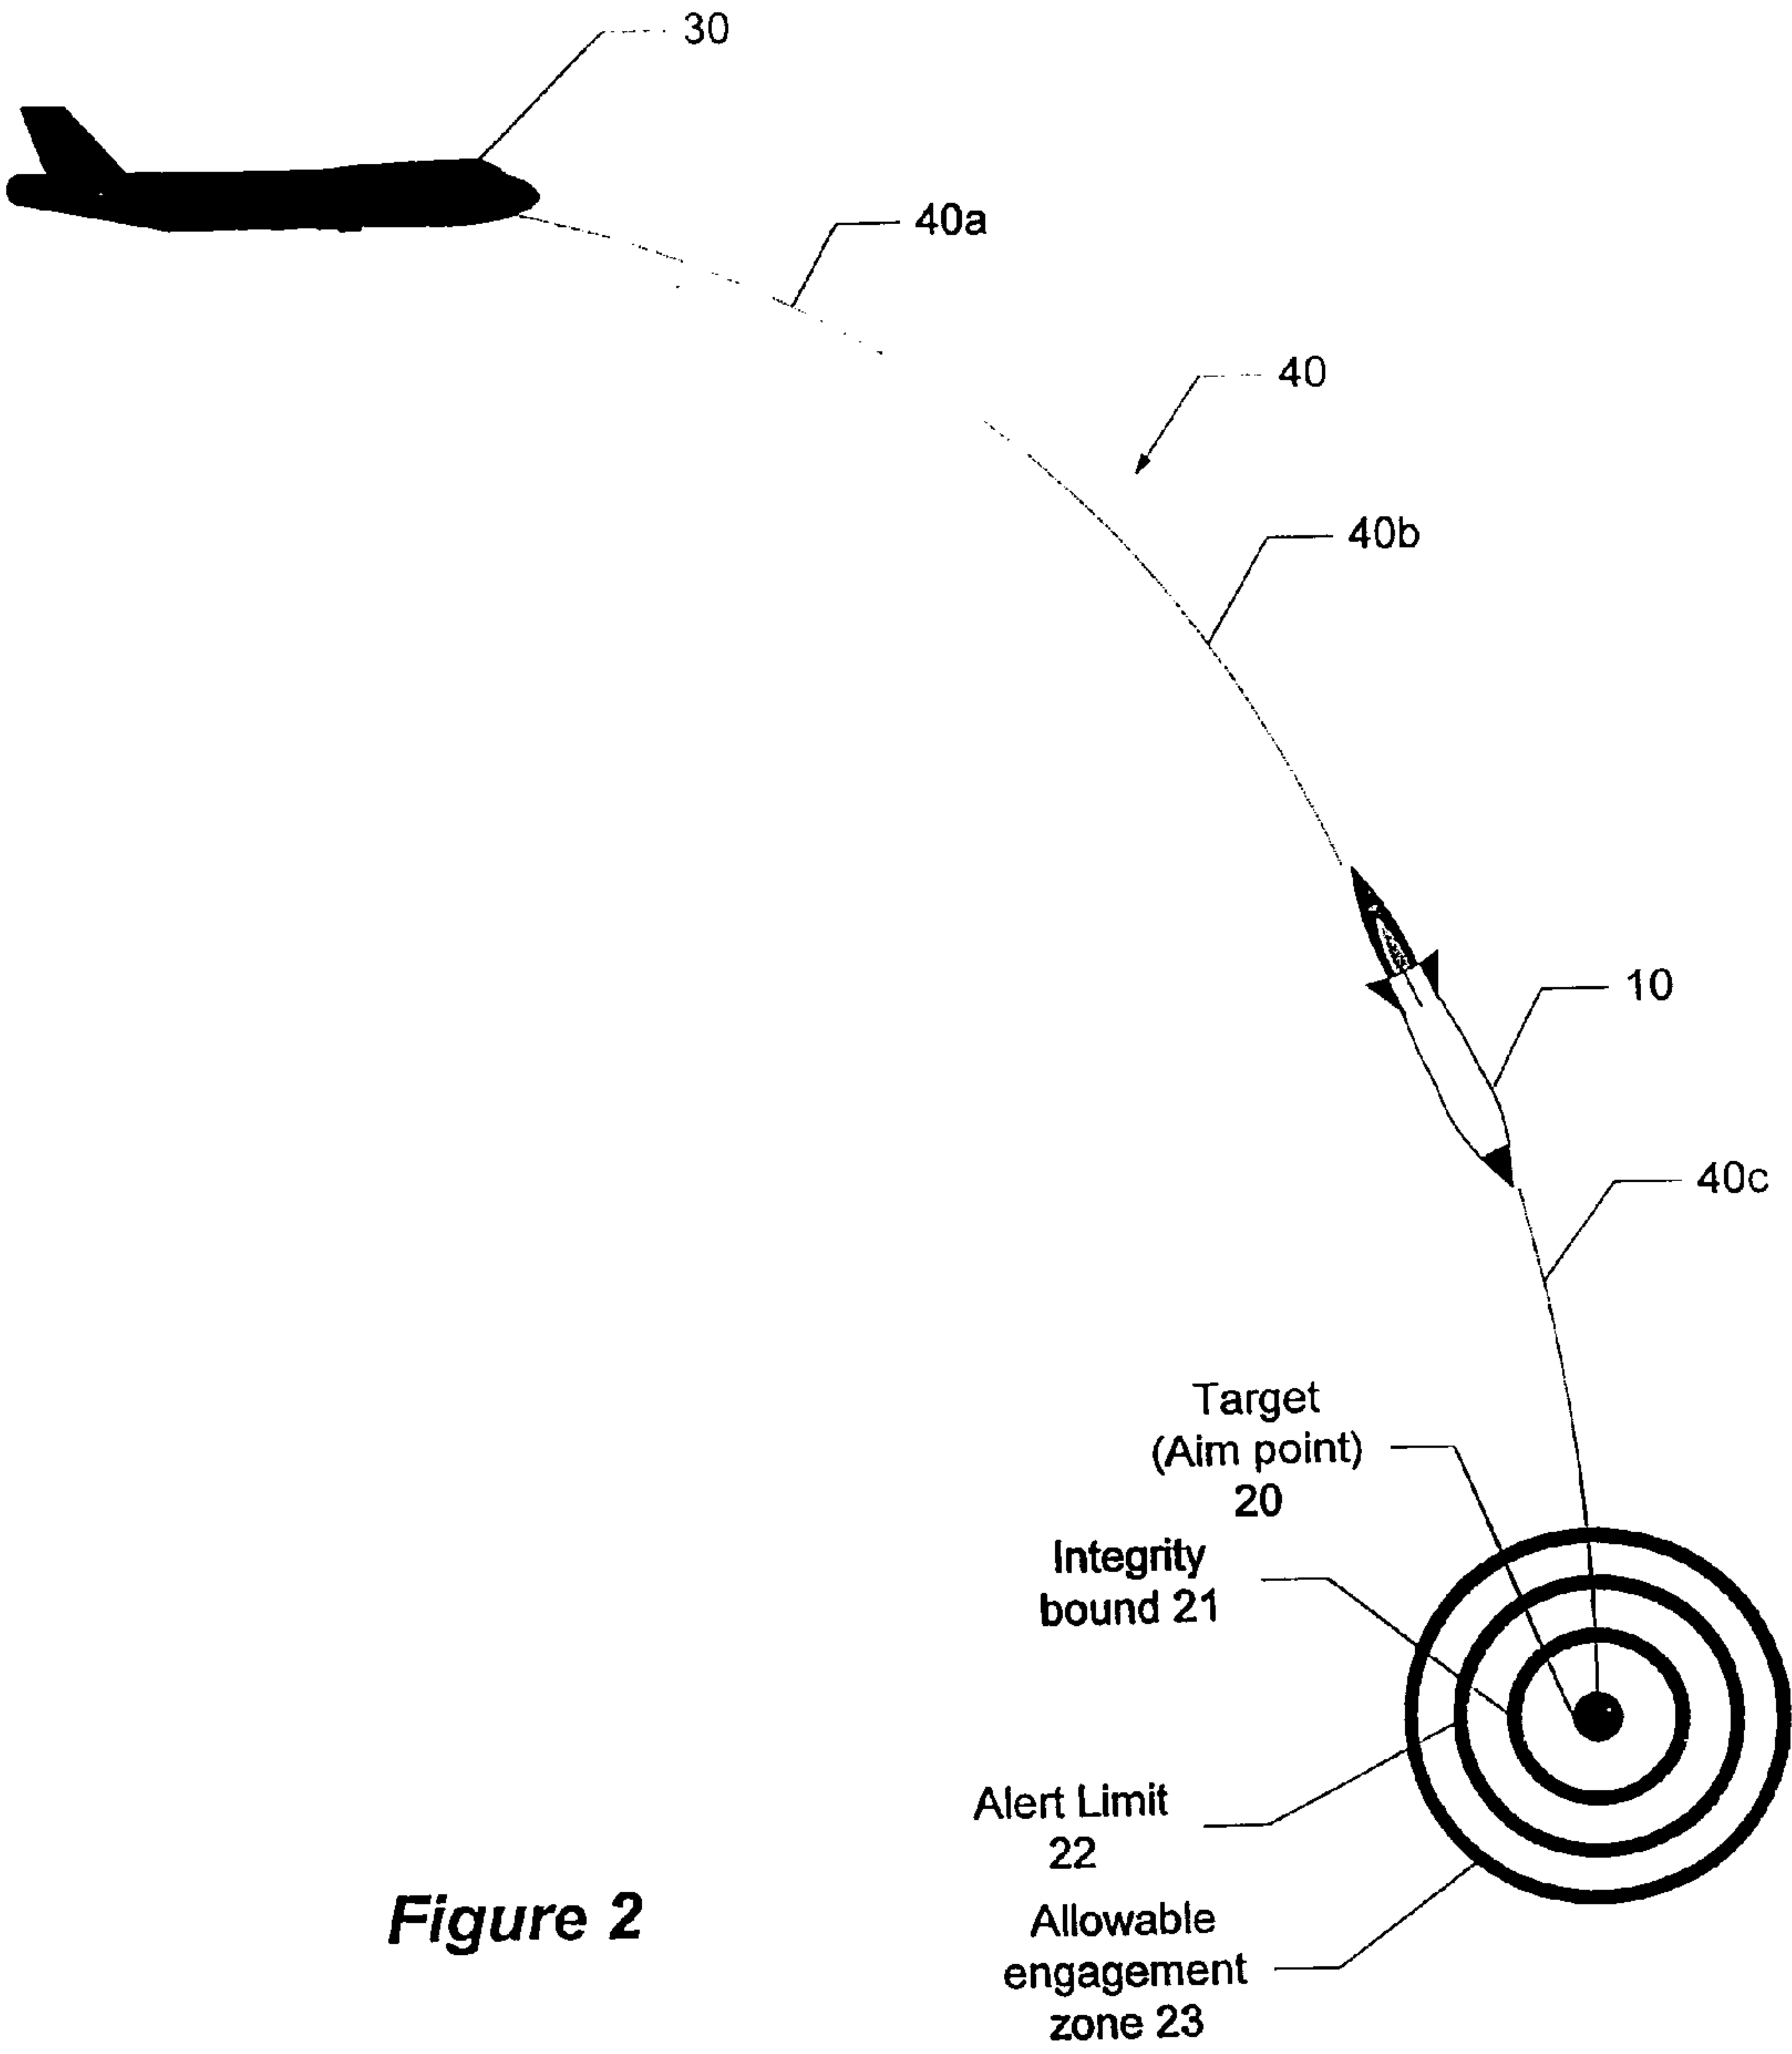 30
40a
40
40b
10
40c
Target
(Aim point)
20
Integrity
bound 21
Alert Limit
22
Allowable
engagement
zone 23
Figure 2